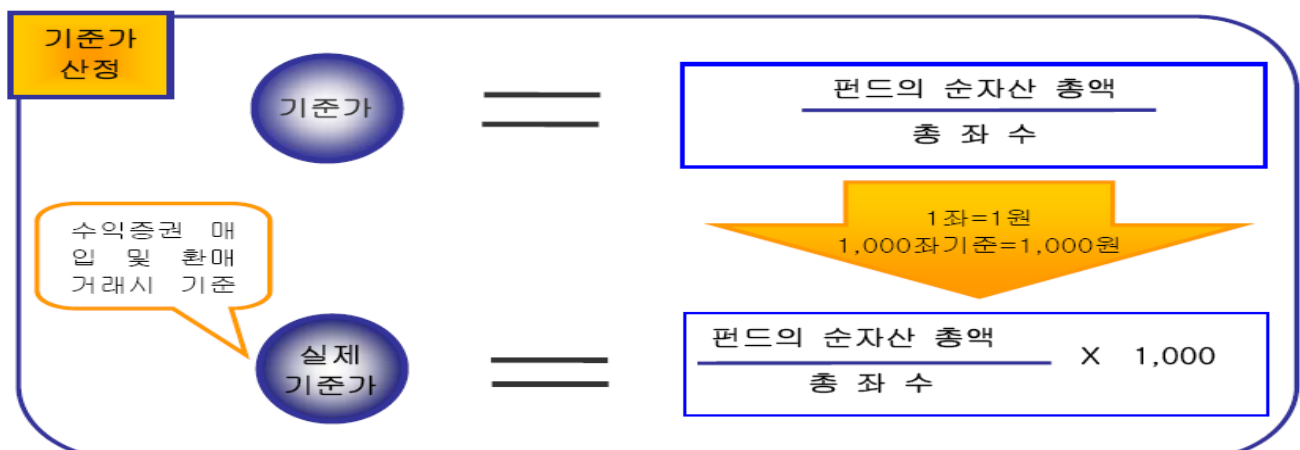 기준가
산정
기준가
펀드의 순자산 총액
총 좌 수
1좌=1원
1,000좌기준=1,000원
수익증권 매
입 및 환매
거래시 기준
실제
기준가
펀드의 순자산 총액
총 좌 수
X 1,000